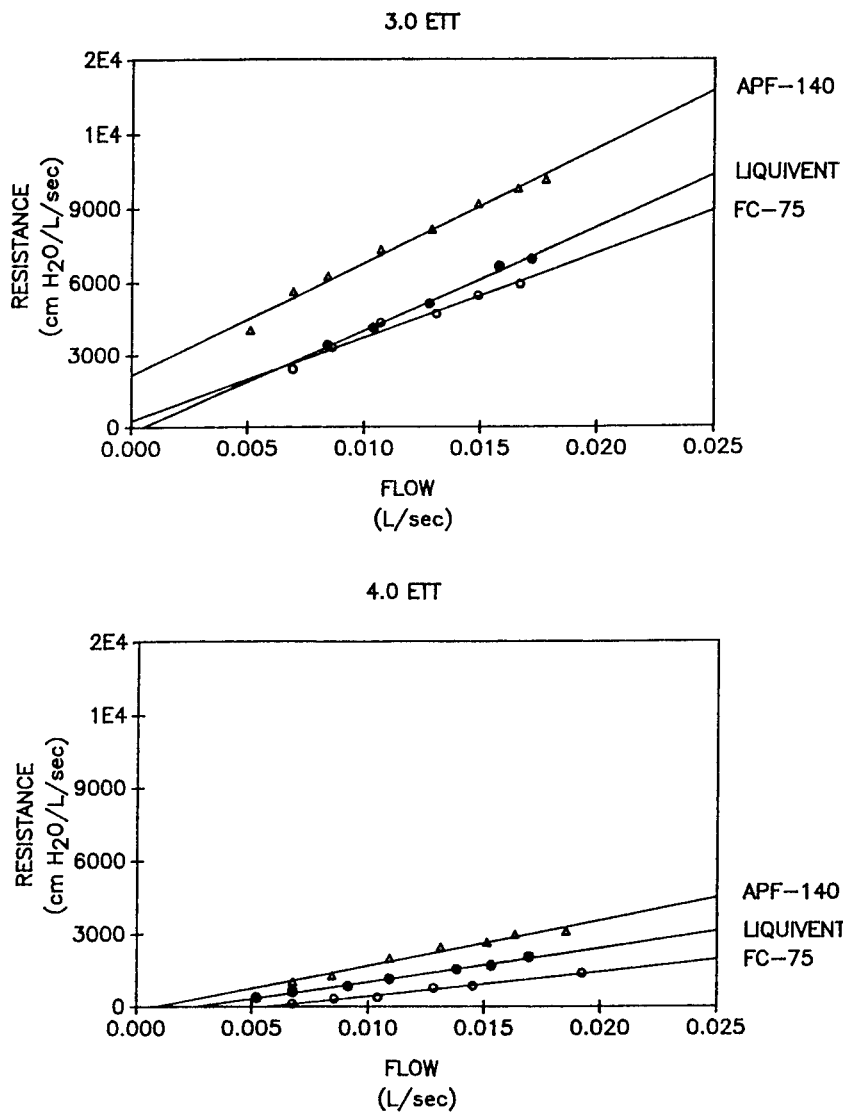 3.0 ETT
2E4
1E4
9000
6000
3000
0
RESISTANCE
(cm H₂O/L/sec)
APF-140
LIQUIVENT
FC-75
0.000 0.005 0.010 0.015 0.020 0.025
FLOW
(L/sec)
4.0 ETT
2E4
1E4
9000
6000
3000
0
RESISTANCE
(cm H₂O/L/sec)
APF-140
LIQUIVENT
FC-75
0.000 0.005 0.010 0.015 0.020 0.025
FLOW
(L/sec)